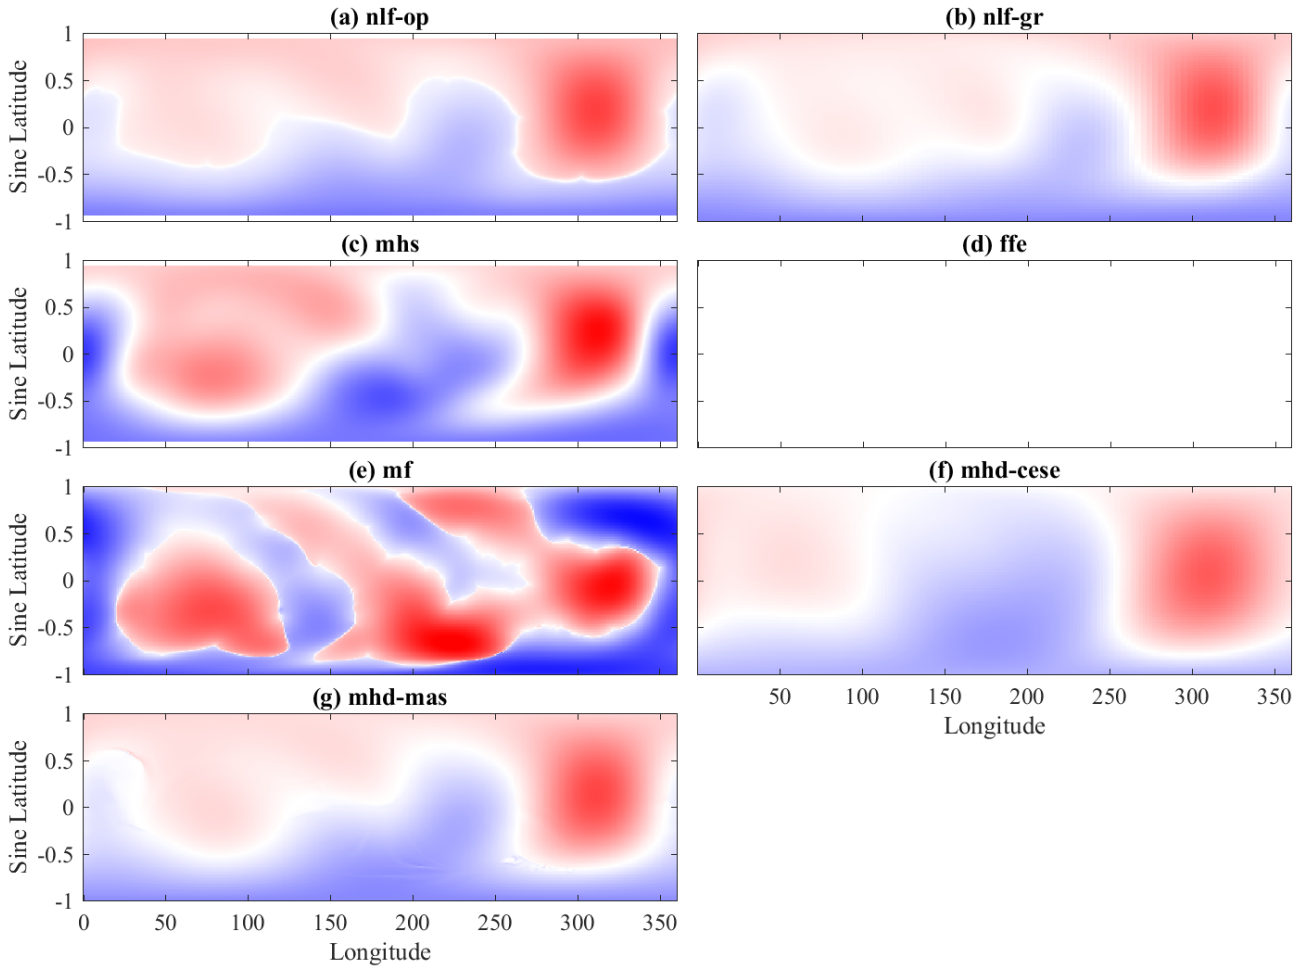 (a) nlf-op
(b) nlf-gr
1
0.5
0
-0.5
-1
Sine Latitude
(c) mhs
(d) ffe
1
0.5
0
-0.5
-1
Sine Latitude
(e) mf
(f) mhd-cese
1
0.5
0
-0.5
-1
Sine Latitude
50 100 150 200 250 300 350
Longitude
(g) mhd-mas
1
0.5
0
-0.5
-1
Sine Latitude
0 50 100 150 200 250 300 350
Longitude